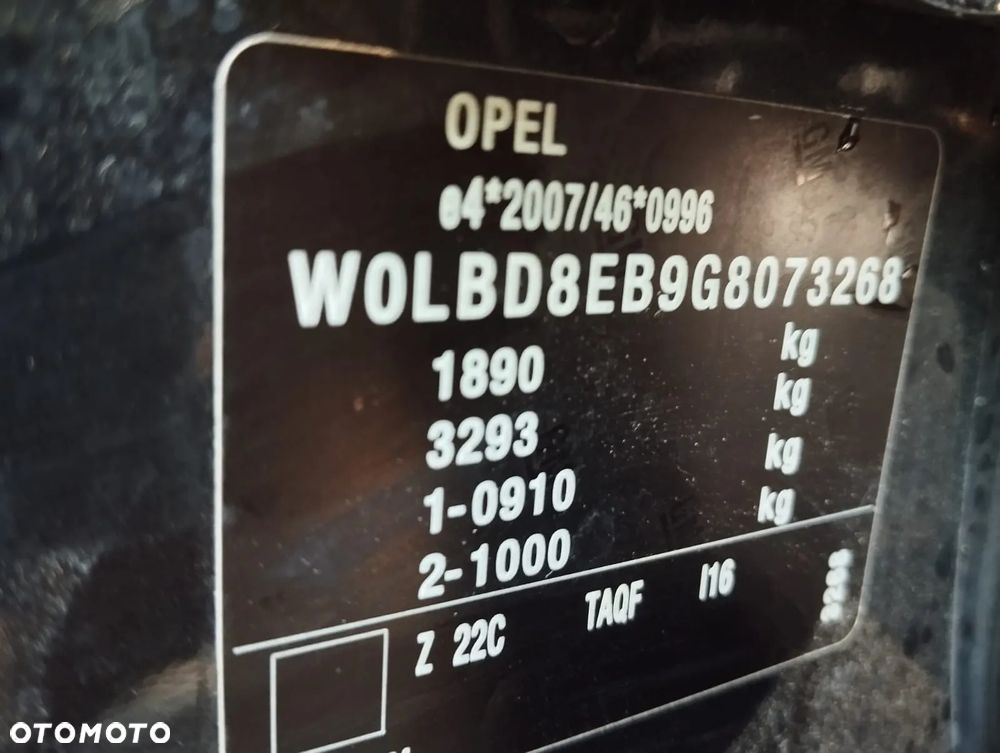 OPEL
e4*2007/46*0996
W0LBD8EB9G8073268
1890 kg
3293 kg
1-0910 kg
2-1000 kg
Z 22C TAQF I16
OTOMOTO